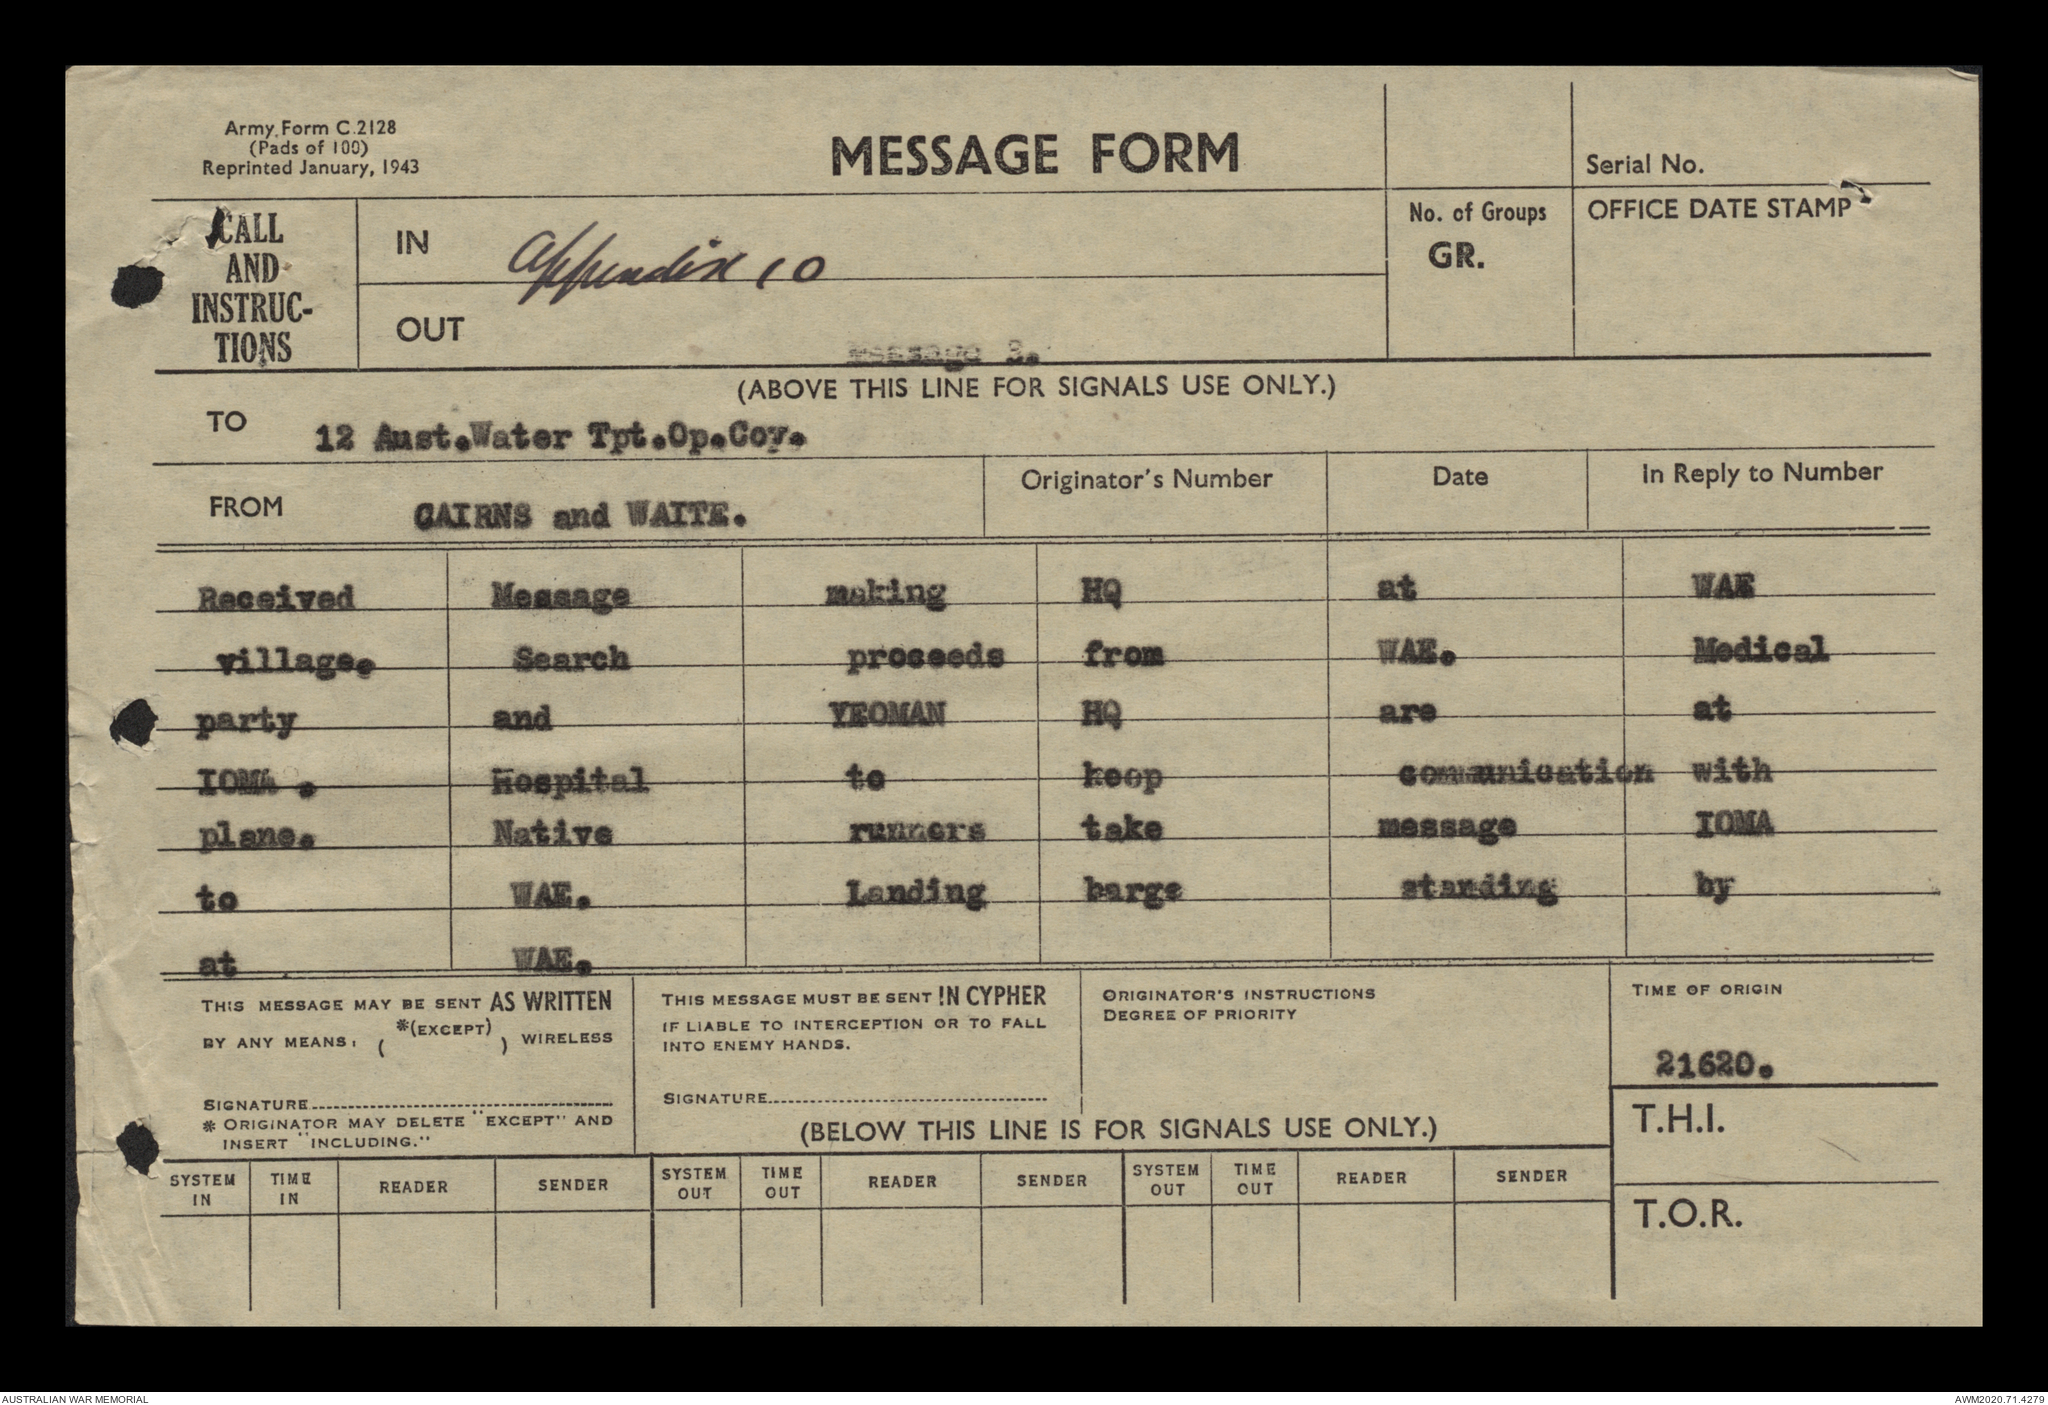 Army Form C.2128
(Pads of 100)
Reprinted January, 1943
MESSAGE FORM
Serial No.
CALL
AND
INSTRUC-
TIONS
IN Appendix 10
No. of Groups
GR.
OFFICE DATE STAMP
OUT
Message 3.
(ABOVE THIS LINE FOR SIGNALS USE ONLY.)
TO 12 Aust.Water Tpt.Op.Coy.
FROM CAIRNS and WAITE.
Originator's Number Date In Reply to Number
Received Message making HQ at WAE
village. Search proceeds from WAE. Medical
party and YEOMAN HQ are at
IOMA . Hospital to keep communication with
plane. Native runners take message IOMA
to WAE. Landing barge standing by
at WAE.
THIS MESSAGE MAY BE SENT AS WRITTEN
BY ANY MEANS, ( *(EXCEPT) ) WIRELESS
SIGNATURE
* ORIGINATOR MAY DELETE "EXCEPT" AND
INSERT "INCLUDING."
THIS MESSAGE MUST BE SENT IN CYPHER
IF LIABLE TO INTERCEPTION OR TO FALL
INTO ENEMY HANDS.
SIGNATURE
ORIGINATOR'S INSTRUCTIONS
DEGREE OF PRIORITY
TIME OF ORIGIN
21620.
T.H.I.
T.O.R.
(BELOW THIS LINE IS FOR SIGNALS USE ONLY.)
SYSTEM IN TIME IN READER SENDER SYSTEM OUT TIME OUT READER SENDER SYSTEM OUT TIME OUT READER SENDER
AUSTRALIAN WAR MEMORIAL
AWM2020.71.4279